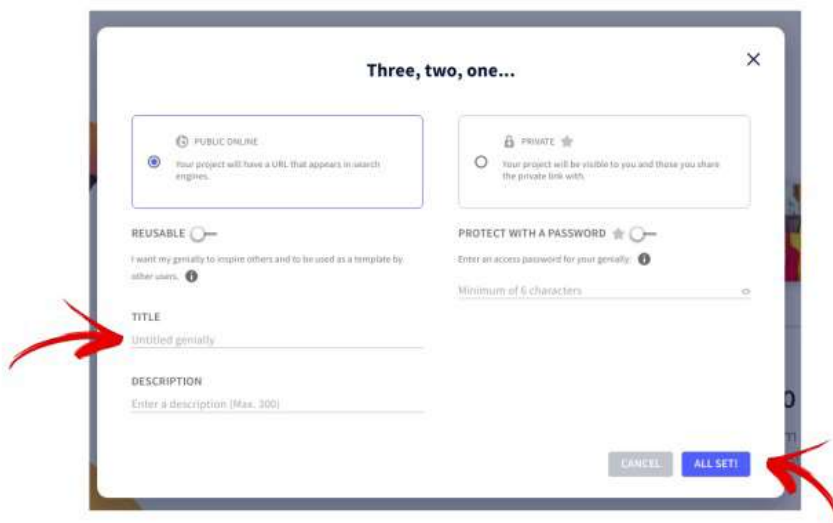 Three, two, one...
PUBLIC ONLINE
Your project will have a URL that appears in search
engines.
PRIVATE
Your project will be visible to you and those you share
the private link with.
REUSABLE
I want my genially to inspire others and to be used as a template by
other users.
PROTECT WITH A PASSWORD
Enter an access password for your genially.
Minimum of 6 characters
TITLE
Untitled genially
DESCRIPTION
Enter a description (Max. 300)
CANCEL
ALL SET!